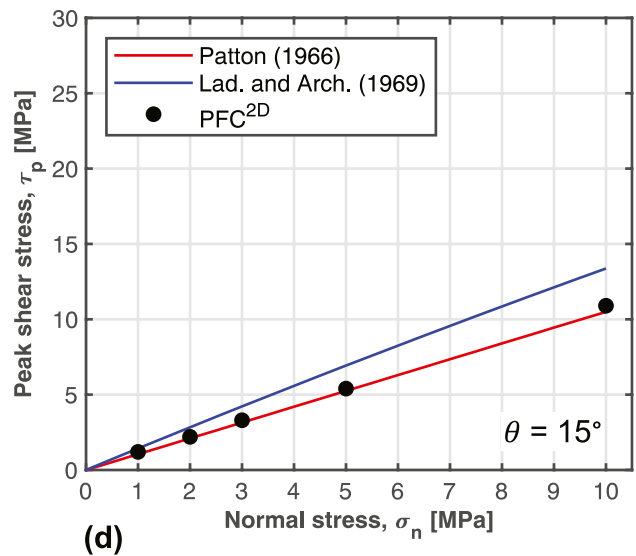 30
25
20
15
10
5
0
Peak shear stress, τp [MPa]
Patton (1966)
Lad. and Arch. (1969)
PFC2D
θ = 15°
0 1 2 3 4 5 6 7 8 9 10
Normal stress, σn [MPa]
(d)